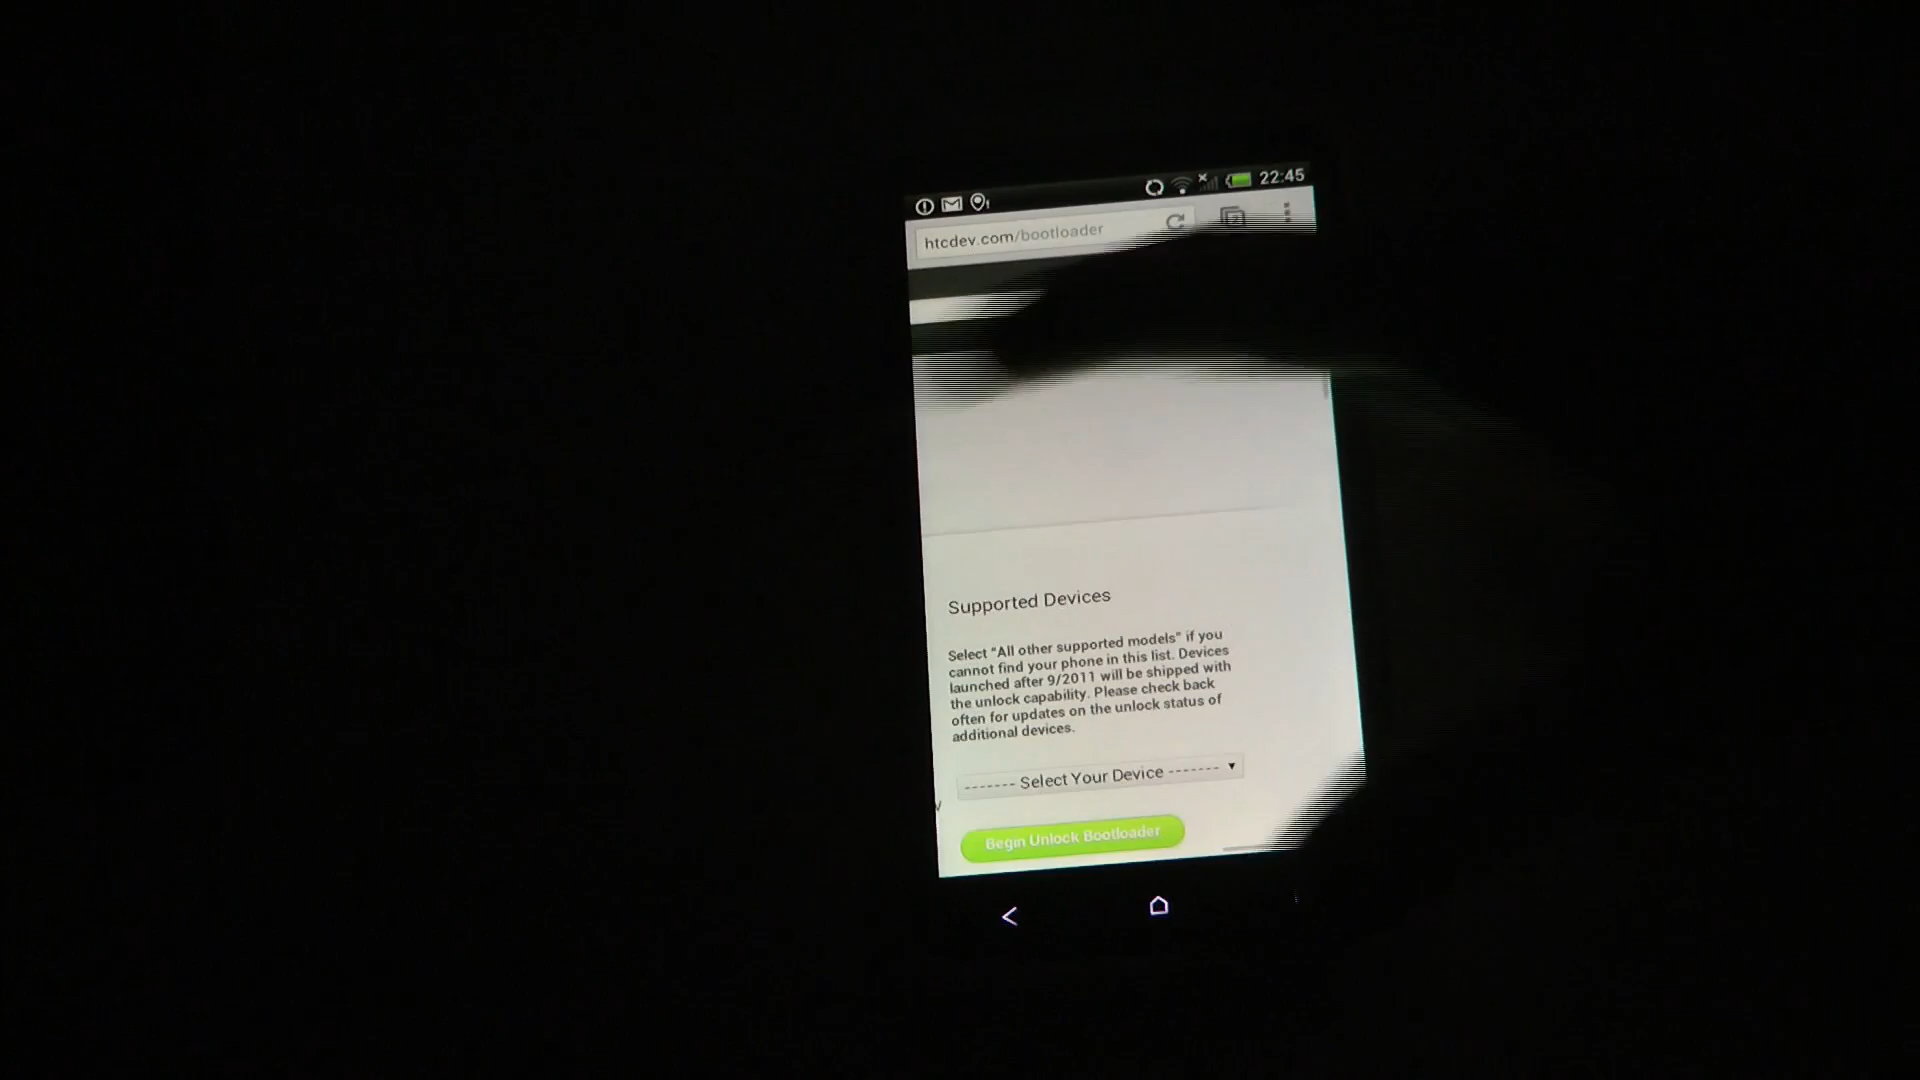 22:45
htcdev.com/bootloader
Supported Devices
Select "All other supported models" if you
cannot find your phone in this list. Devices
launched after 9/2011 will be shipped with
the unlock capability. Please check back
often for updates on the unlock status of
additional devices.
------- Select Your Device -------
Begin Unlock Bootloader